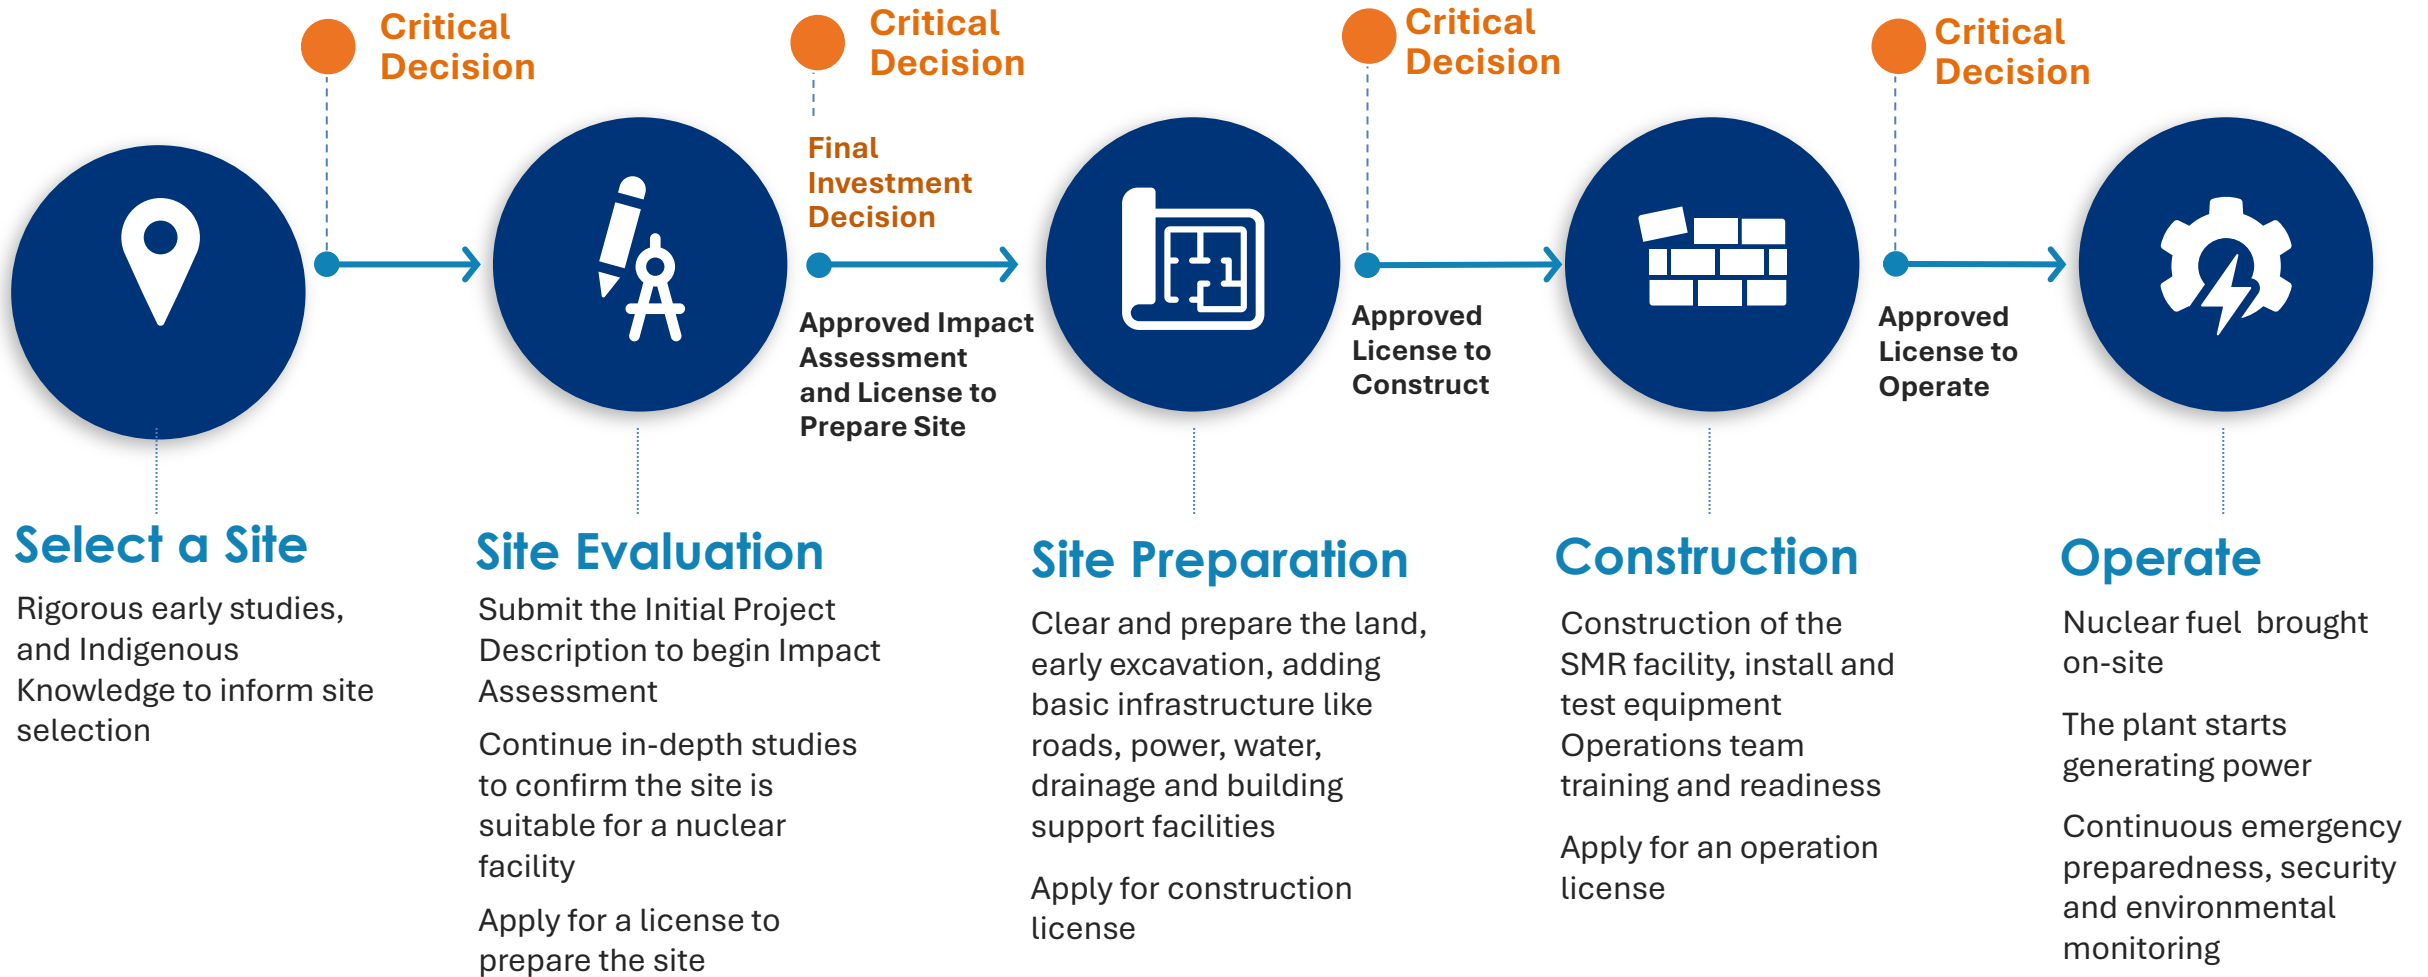 Critical
Decision
Critical
Decision
Critical
Decision
Critical
Decision
Final
Investment
Decision
Approved Impact
Assessment
and License to
Prepare Site
Approved
License to
Construct
Approved
License to
Operate
Select a Site
Rigorous early studies,
and Indigenous
Knowledge to inform site
selection
Site Evaluation
Submit the Initial Project
Description to begin Impact
Assessment
Continue in-depth studies
to confirm the site is
suitable for a nuclear
facility
Apply for a license to
prepare the site
Site Preparation
Clear and prepare the land,
early excavation, adding
basic infrastructure like
roads, power, water,
drainage and building
support facilities
Apply for construction
license
Construction
Construction of the
SMR facility, install and
test equipment
Operations team
training and readiness
Apply for an operation
license
Operate
Nuclear fuel  brought
on-site
The plant starts
generating power
Continuous emergency
preparedness, security
and environmental
monitoring